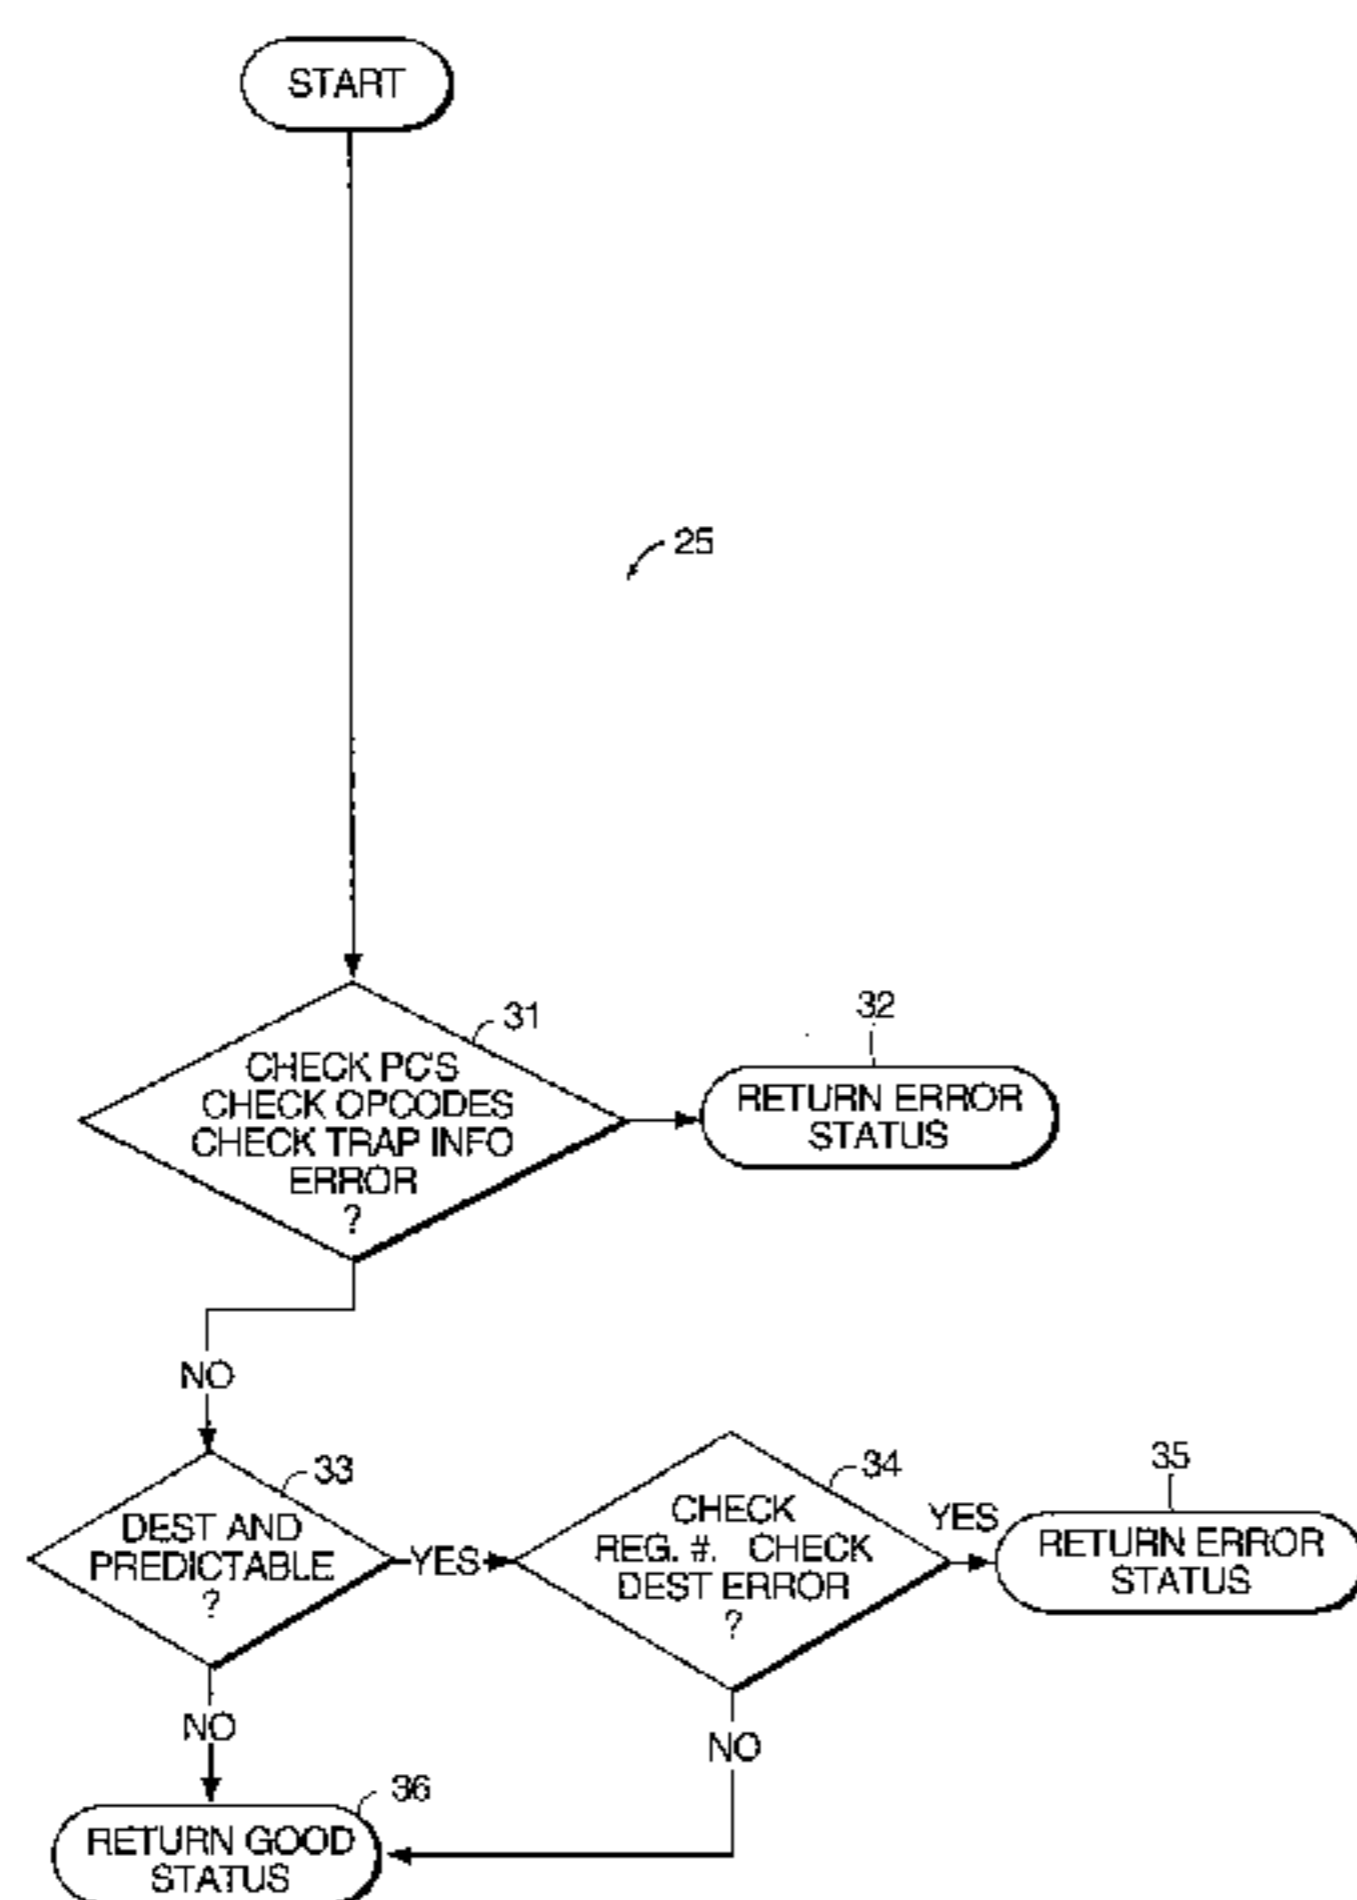 START
25
31
CHECK PC'S
CHECK OPCODES
CHECK TRAP INFO
ERROR
?
32
RETURN ERROR
STATUS
NO
33
DEST AND
PREDICTABLE
?
YES
34
CHECK
REG. #. CHECK
DEST ERROR
?
YES
35
RETURN ERROR
STATUS
NO
NO
36
RETURN GOOD
STATUS